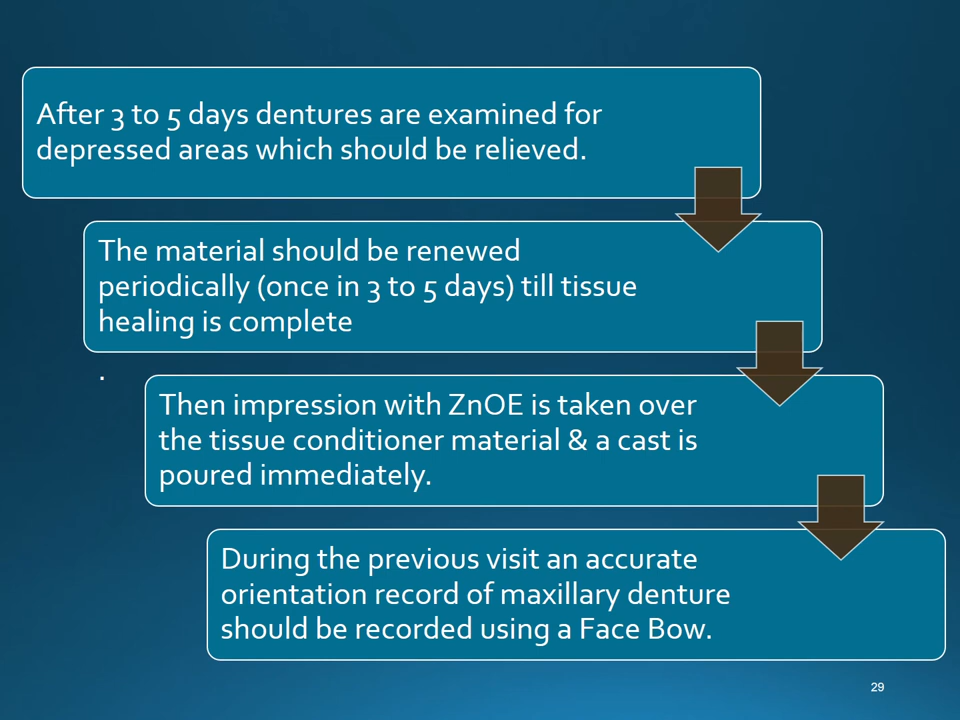 After 3 to 5 days dentures are examined for
depressed areas which should be relieved.
The material should be renewed
periodically (once in 3 to 5 days) till tissue
healing is complete
.
Then impression with ZnOE is taken over
the tissue conditioner material & a cast is
poured immediately.
During the previous visit an accurate
orientation record of maxillary denture
should be recorded using a Face Bow.
29